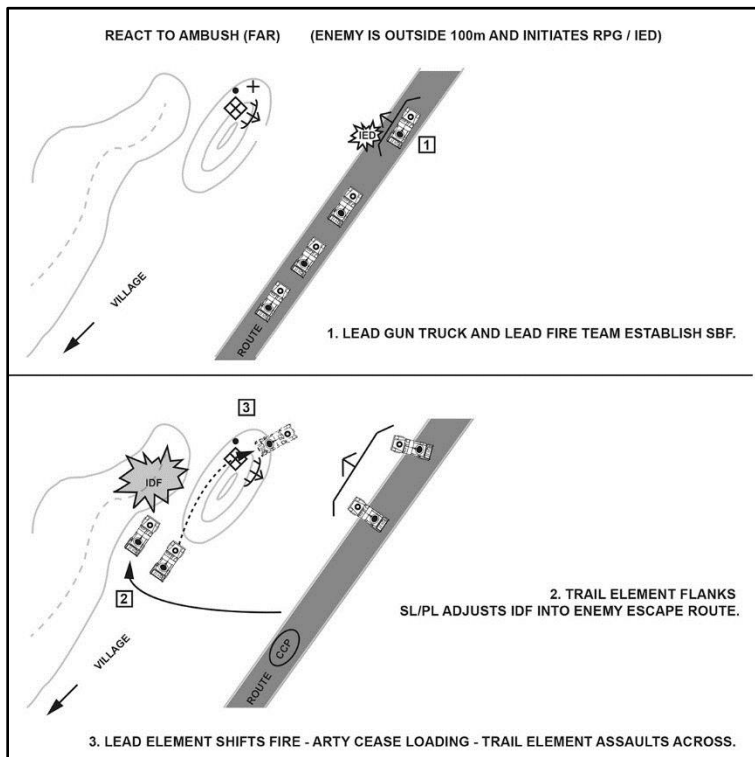 REACT TO AMBUSH (FAR) (ENEMY IS OUTSIDE 100m AND INITIATES RPG / IED)
IED
1
VILLAGE
ROUTE
1. LEAD GUN TRUCK AND LEAD FIRE TEAM ESTABLISH SBF.
3
IDF
2
2. TRAIL ELEMENT FLANKS
SL/PL ADJUSTS IDF INTO ENEMY ESCAPE ROUTE.
VILLAGE
CCP
ROUTE
3. LEAD ELEMENT SHIFTS FIRE - ARTY CEASE LOADING - TRAIL ELEMENT ASSAULTS ACROSS.